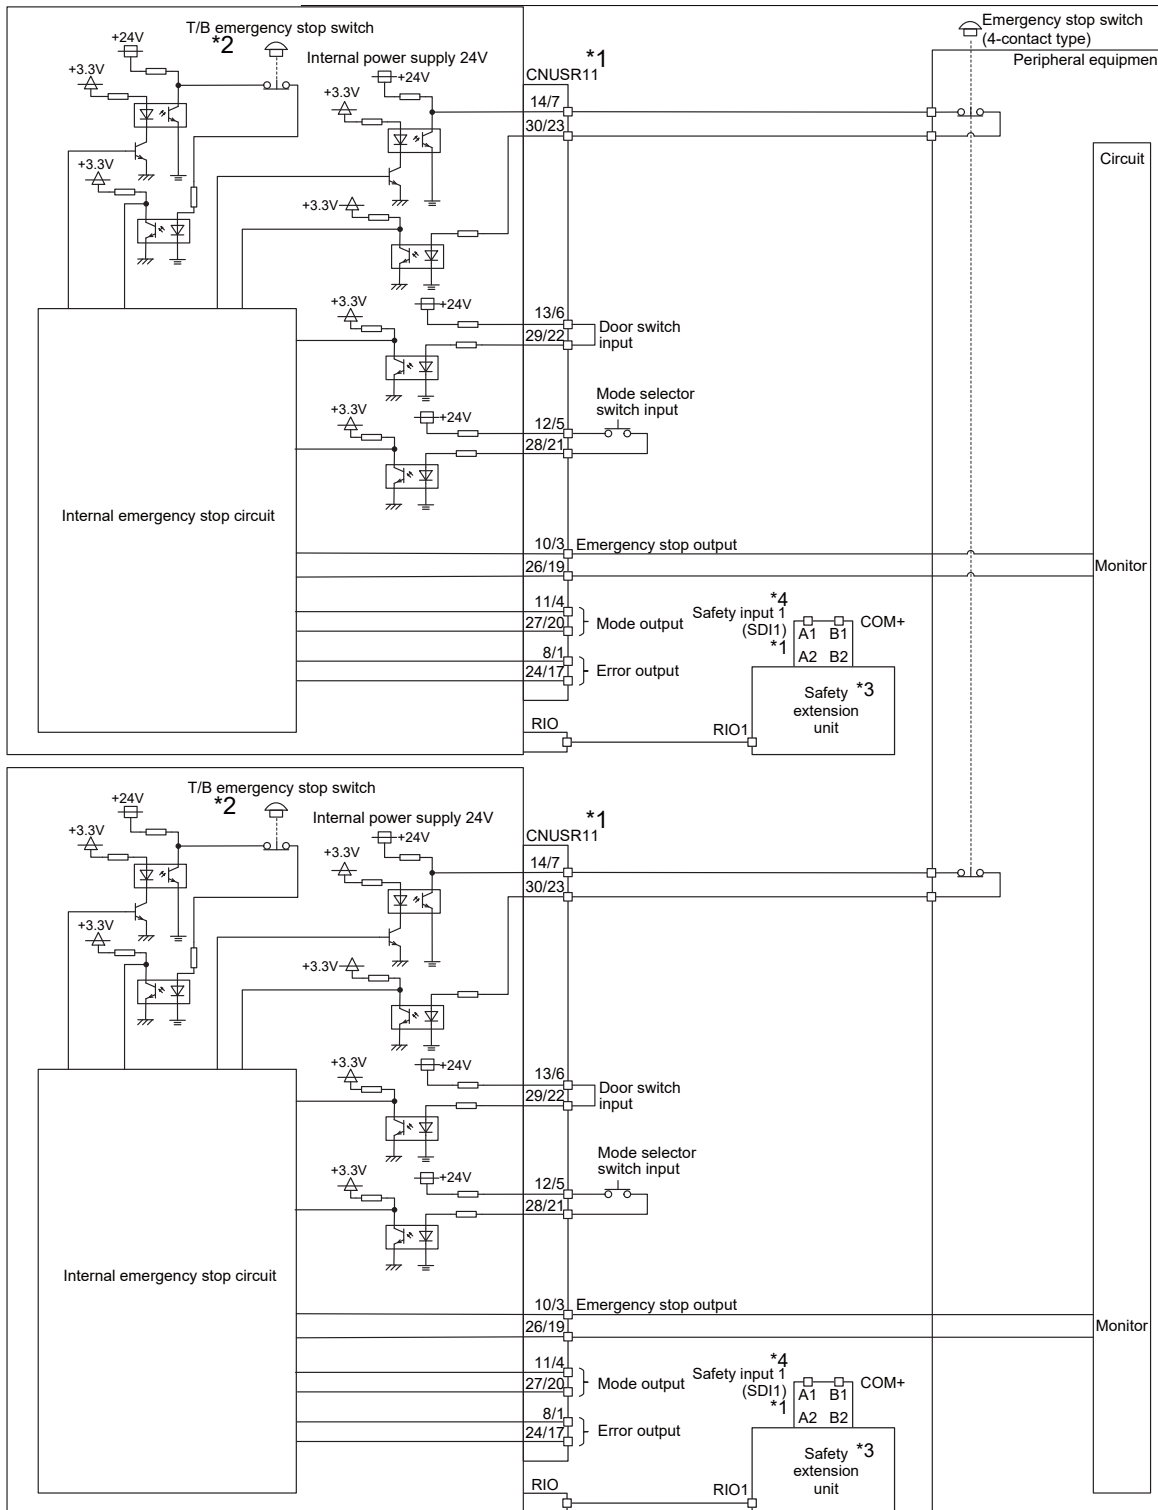 T/B emergency stop switch
*2
+24V
+3.3V
Internal power supply 24V
+24V
+3.3V
*1
CNUSR11
14/7
30/23
Emergency stop switch
(4-contact type)
Peripheral equipmen
Circuit
+3.3V
+3.3V
+3.3V
+24V
13/6
29/22
Door switch
input
Mode selector
switch input
+3.3V
+24V
12/5
28/21
Internal emergency stop circuit
10/3
Emergency stop output
26/19
Monitor
11/4
27/20
Mode output
8/1
24/17
Error output
*4
Safety input 1
(SDI1)
*1
A1 B1
COM+
A2 B2
Safety *3
extension
unit
RIO
RIO1
T/B emergency stop switch
*2
+24V
+3.3V
Internal power supply 24V
+24V
+3.3V
*1
CNUSR11
14/7
30/23
+3.3V
+3.3V
+3.3V
+24V
13/6
29/22
Door switch
input
Mode selector
switch input
+3.3V
+24V
12/5
28/21
Internal emergency stop circuit
10/3
Emergency stop output
26/19
Monitor
11/4
27/20
Mode output
8/1
24/17
Error output
*4
Safety input 1
(SDI1)
*1
A1 B1
COM+
A2 B2
Safety *3
extension
unit
RIO
RIO1